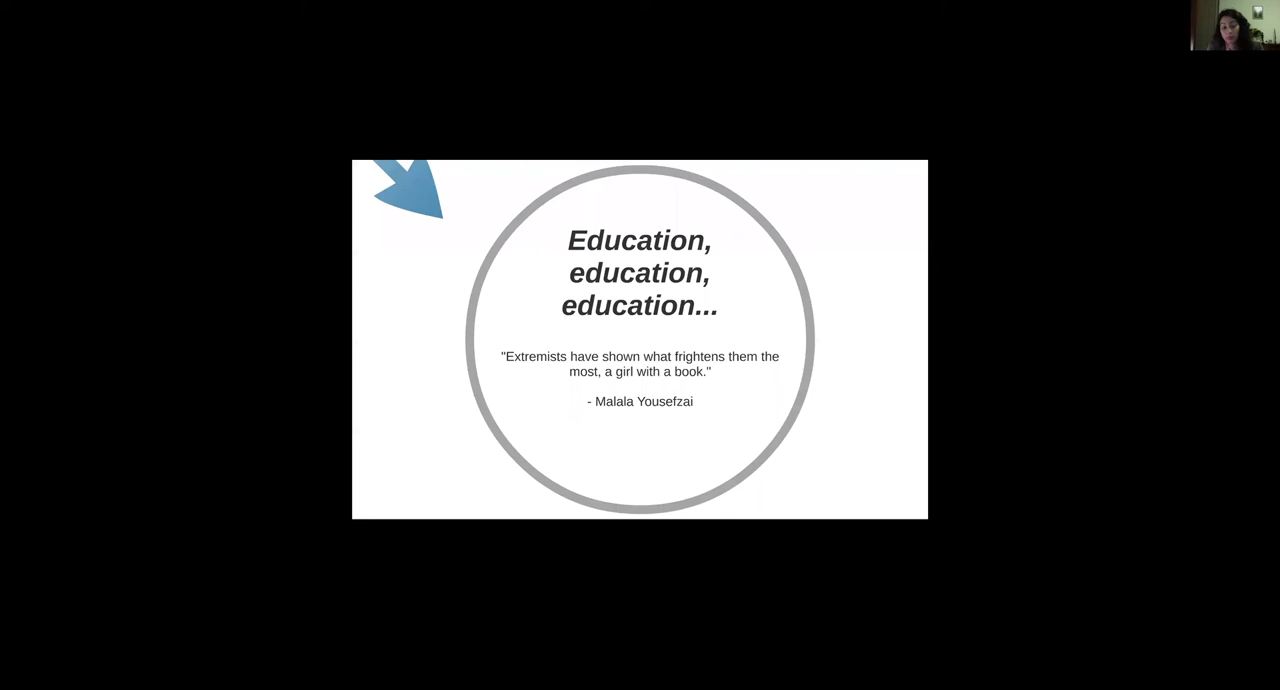 Education,
education,
education...
"Extremists have shown what frightens them the
most, a girl with a book."
- Malala Yousefzai